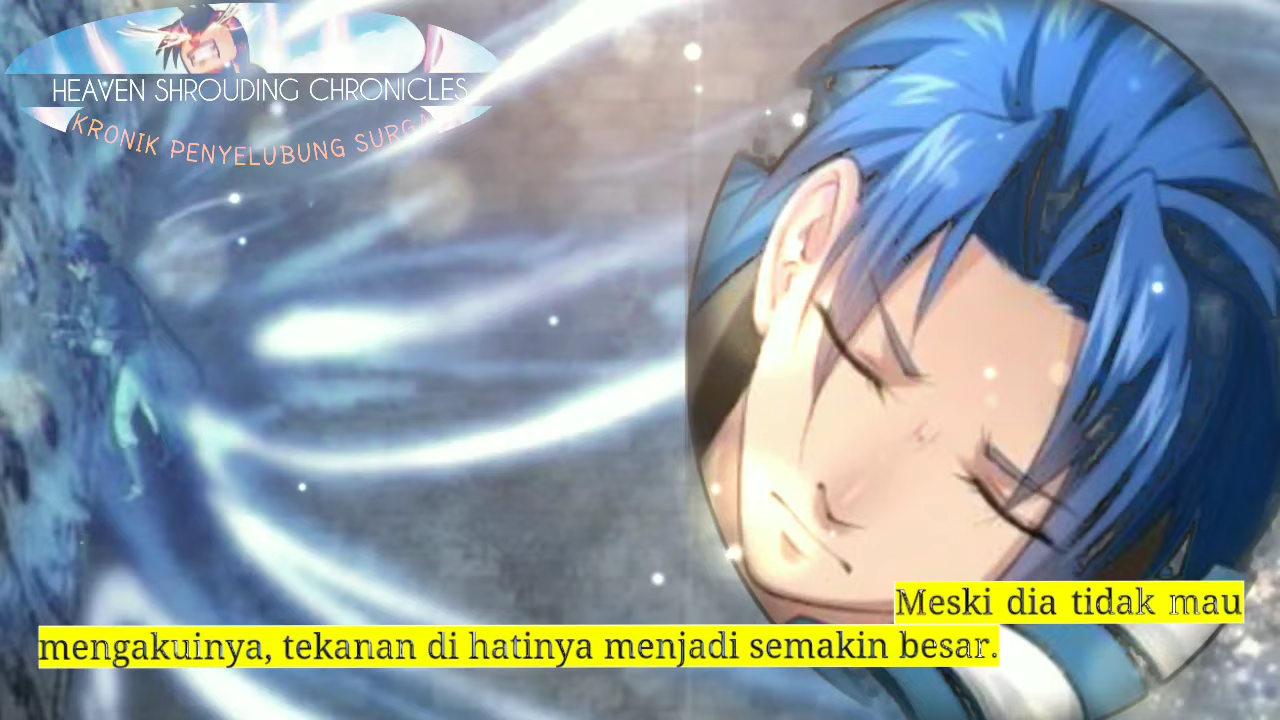 HEAVEN SHROUDING CHRONICLES
KRONIK PENYELUBUNG SURGA
Meski dia tidak mau
mengakuinya, tekanan di hatinya menjadi semakin besar.